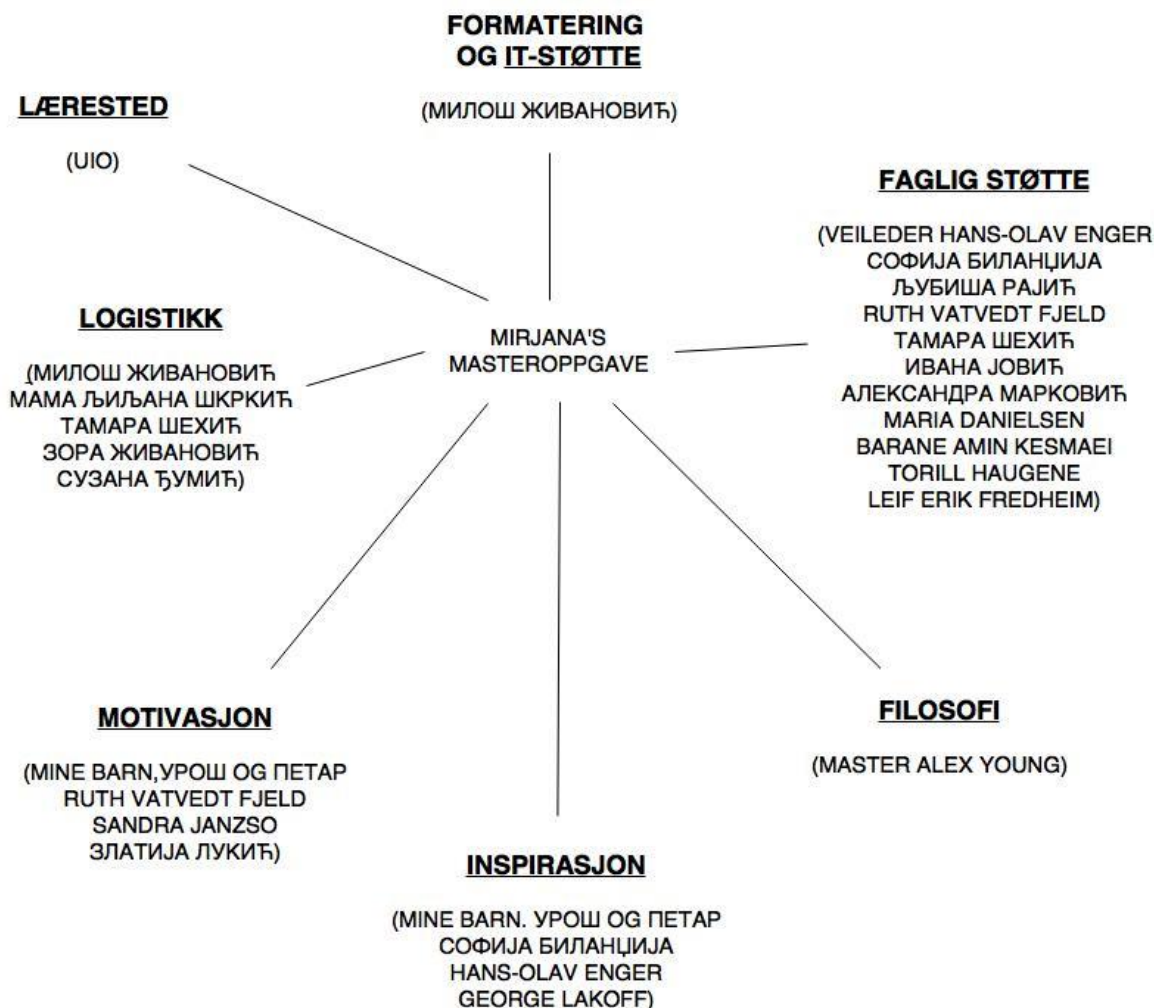 FORMATERING
OG IT-STØTTE
(МИЛОШ ЖИВАНОВИЋ)
LÆRESTED
(UIO)
FAGLIG STØTTE
(VEILEDER HANS-OLAV ENGER
СОФИЈА БИЛАНЏИЈА
ЉУБИША РАЈИЋ
RUTH VATVEDT FJELD
ТАМАРА ШЕХИЋ
ИВАНА ЈОВИЋ
АЛЕКСАНДРА МАРКОВИЋ
MARIA DANIELSEN
BARANE AMIN KESMAEI
TORILL HAUGENE
LEIF ERIK FREDHEIM)
LOGISTIKK
(МИЛОШ ЖИВАНОВИЋ
МАМА ЉИЉАНА ШКРКИЋ
ТАМАРА ШЕХИЋ
ЗОРА ЖИВАНОВИЋ
СУЗАНА ЂУМИЋ)
MIRJANA'S
MASTEROPPGAVE
MOTIVASJON
(MINE BARN,УРОШ OG ПЕТАР
RUTH VATVEDT FJELD
SANDRA JANZSO
ЗЛАТИЈА ЛУКИЋ)
FILOSOFI
(MASTER ALEX YOUNG)
INSPIRASJON
(MINE BARN. УРОШ OG ПЕТАР
СОФИЈА БИЛАНЏИЈА
HANS-OLAV ENGER
GEORGE LAKOFF)